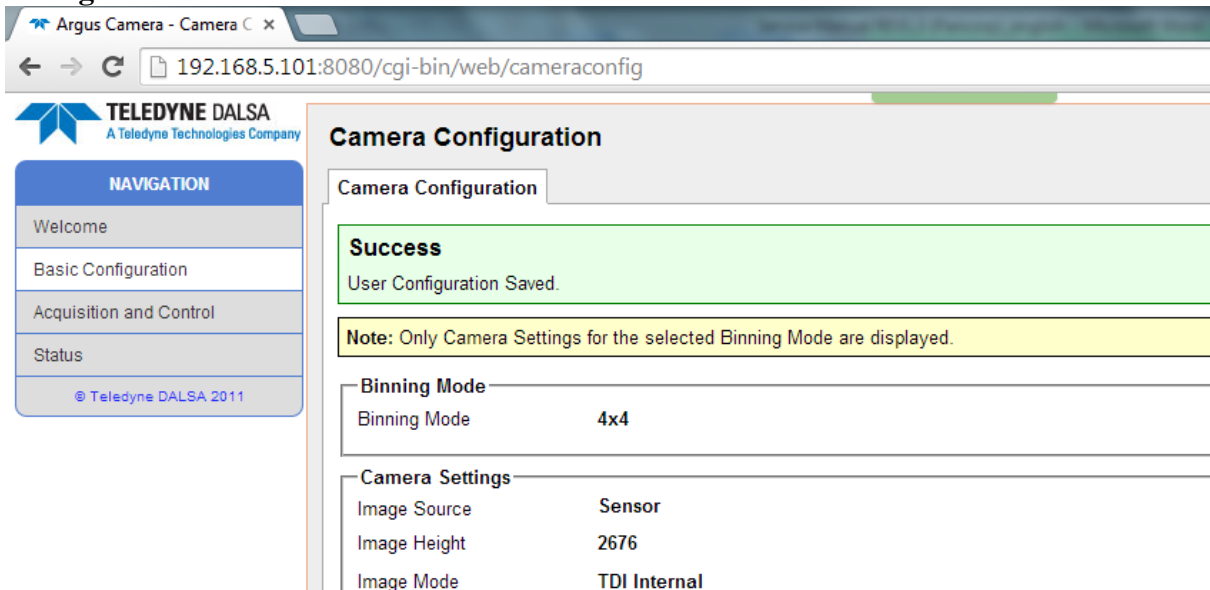 Argus Camera - Camera C
192.168.5.101:8080/cgi-bin/web/cameraconfig
TELEDYNE DALSA
A Teledyne Technologies Company
NAVIGATION
Welcome
Basic Configuration
Acquisition and Control
Status
© Teledyne DALSA 2011
Camera Configuration
Camera Configuration
Success
User Configuration Saved.
Note: Only Camera Settings for the selected Binning Mode are displayed.
Binning Mode
Binning Mode 4x4
Camera Settings
Image Source Sensor
Image Height 2676
Image Mode TDI Internal